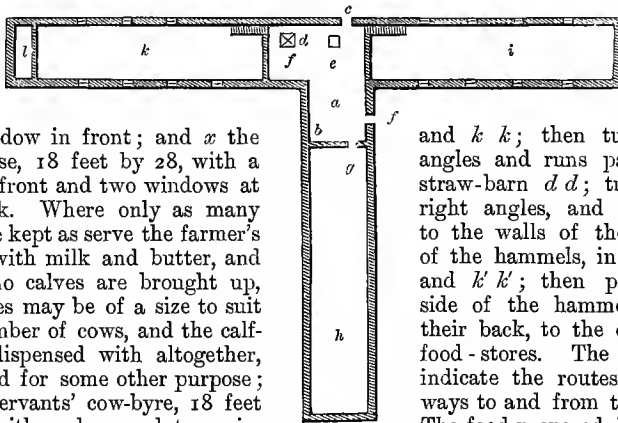 c
l
k
d
f
e
i
a
f
b
g
h
dow in front; and x the
se, 18 feet by 28, with a
front and two windows at
k. Where only as many
e kept as serve the farmer's
with milk and butter, and
no calves are brought up,
es may be of a size to suit
mber of cows, and the calf-
dispensed with altogether,
d for some other purpose;
ervants' cow-byre, 18 feet
and k k; then tu
angles and runs pa
straw-barn d d; tu
right angles, and
to the walls of the
of the hammels, in
and k' k'; then p
side of the hamme
their back, to the
food-stores. The
indicate the routes
ways to and from t